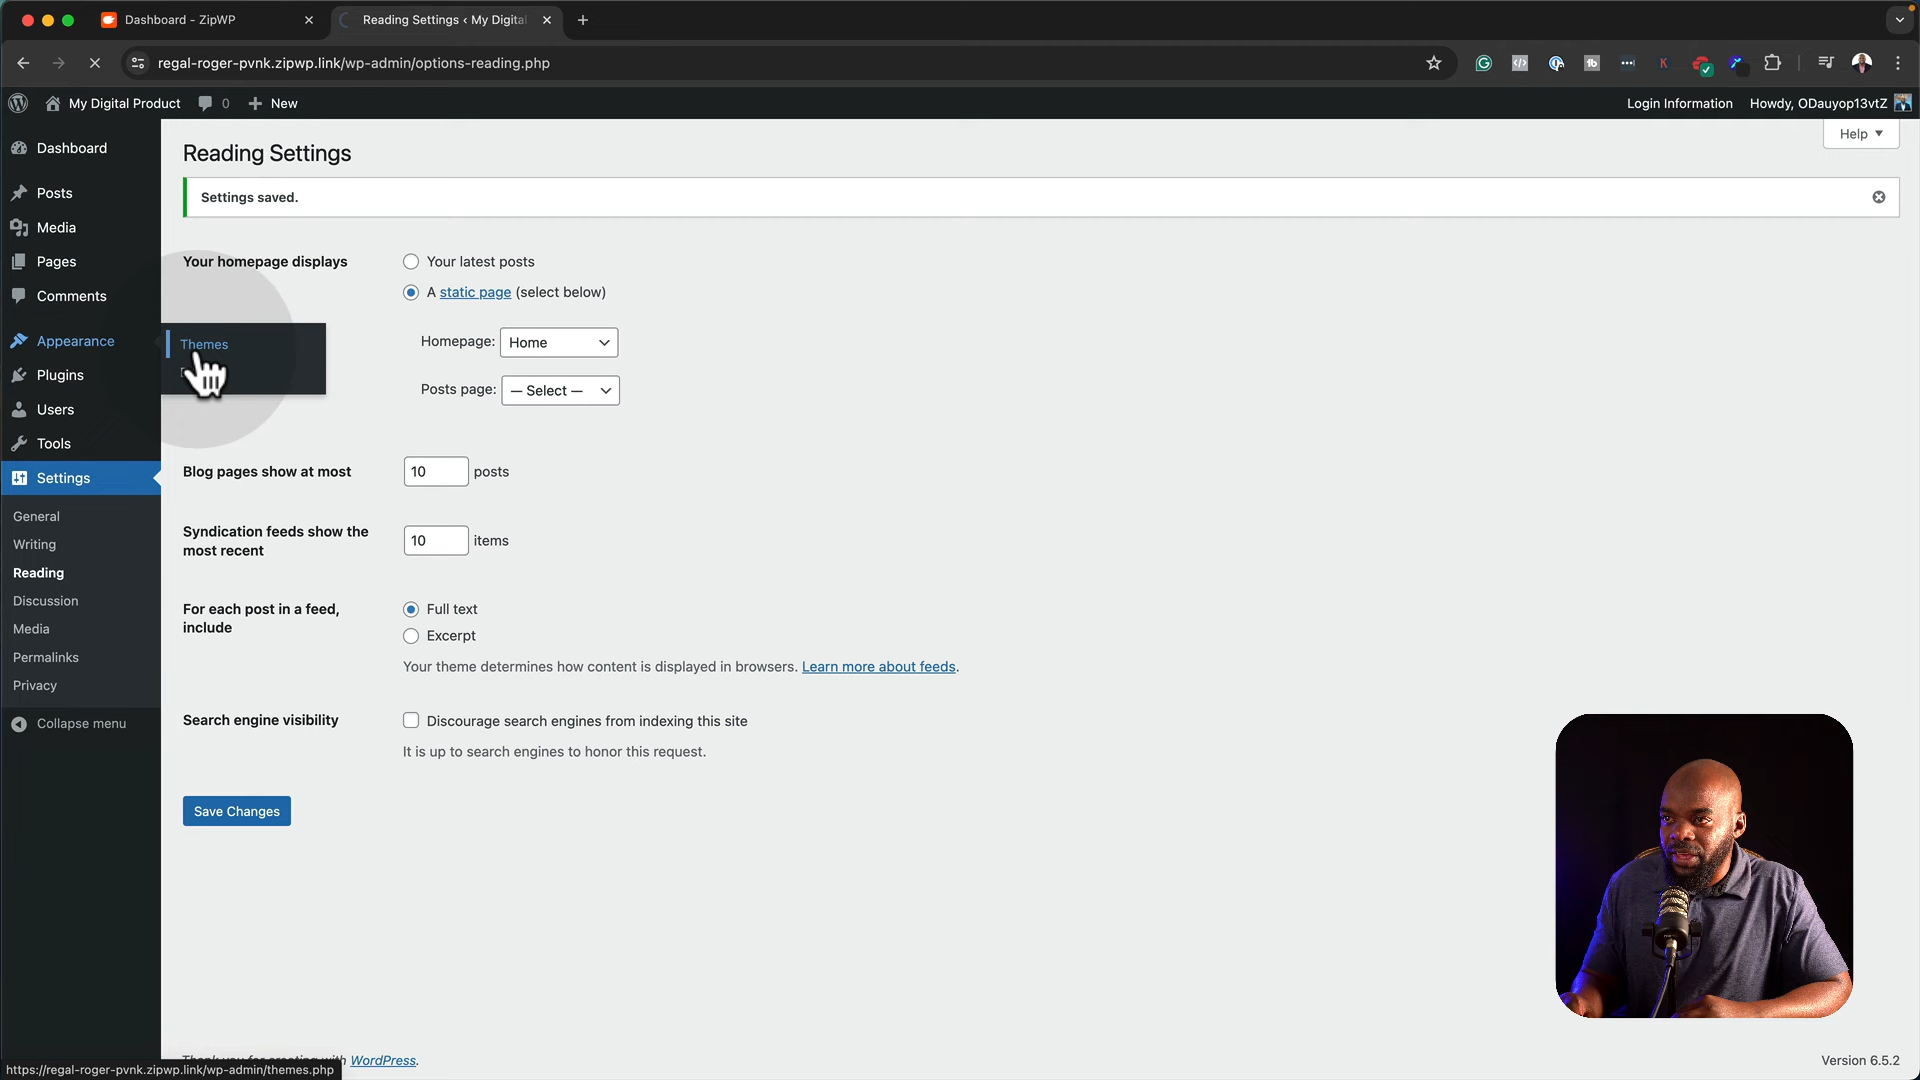 Dashboard - ZipWP
Reading Settings ‹ My Digital
regal-roger-pvnk.zipwp.link/wp-admin/options-reading.php
My Digital Product
0
New
Login Information
Howdy, ODauyop13vtZ
Dashboard
Posts
Media
Pages
Comments
Appearance
Themes
Plugins
Users
Tools
Settings
General
Writing
Reading
Discussion
Media
Permalinks
Privacy
Collapse menu
Help
Reading Settings
Settings saved.
Your homepage displays
Your latest posts
A static page (select below)
Homepage: Home
Posts page: — Select —
Blog pages show at most
10 posts
Syndication feeds show the
most recent
10 items
For each post in a feed,
include
Full text
Excerpt
Your theme determines how content is displayed in browsers. Learn more about feeds.
Search engine visibility
Discourage search engines from indexing this site
It is up to search engines to honor this request.
Save Changes
Thank you for creating with WordPress.
Version 6.5.2
https://regal-roger-pvnk.zipwp.link/wp-admin/themes.php